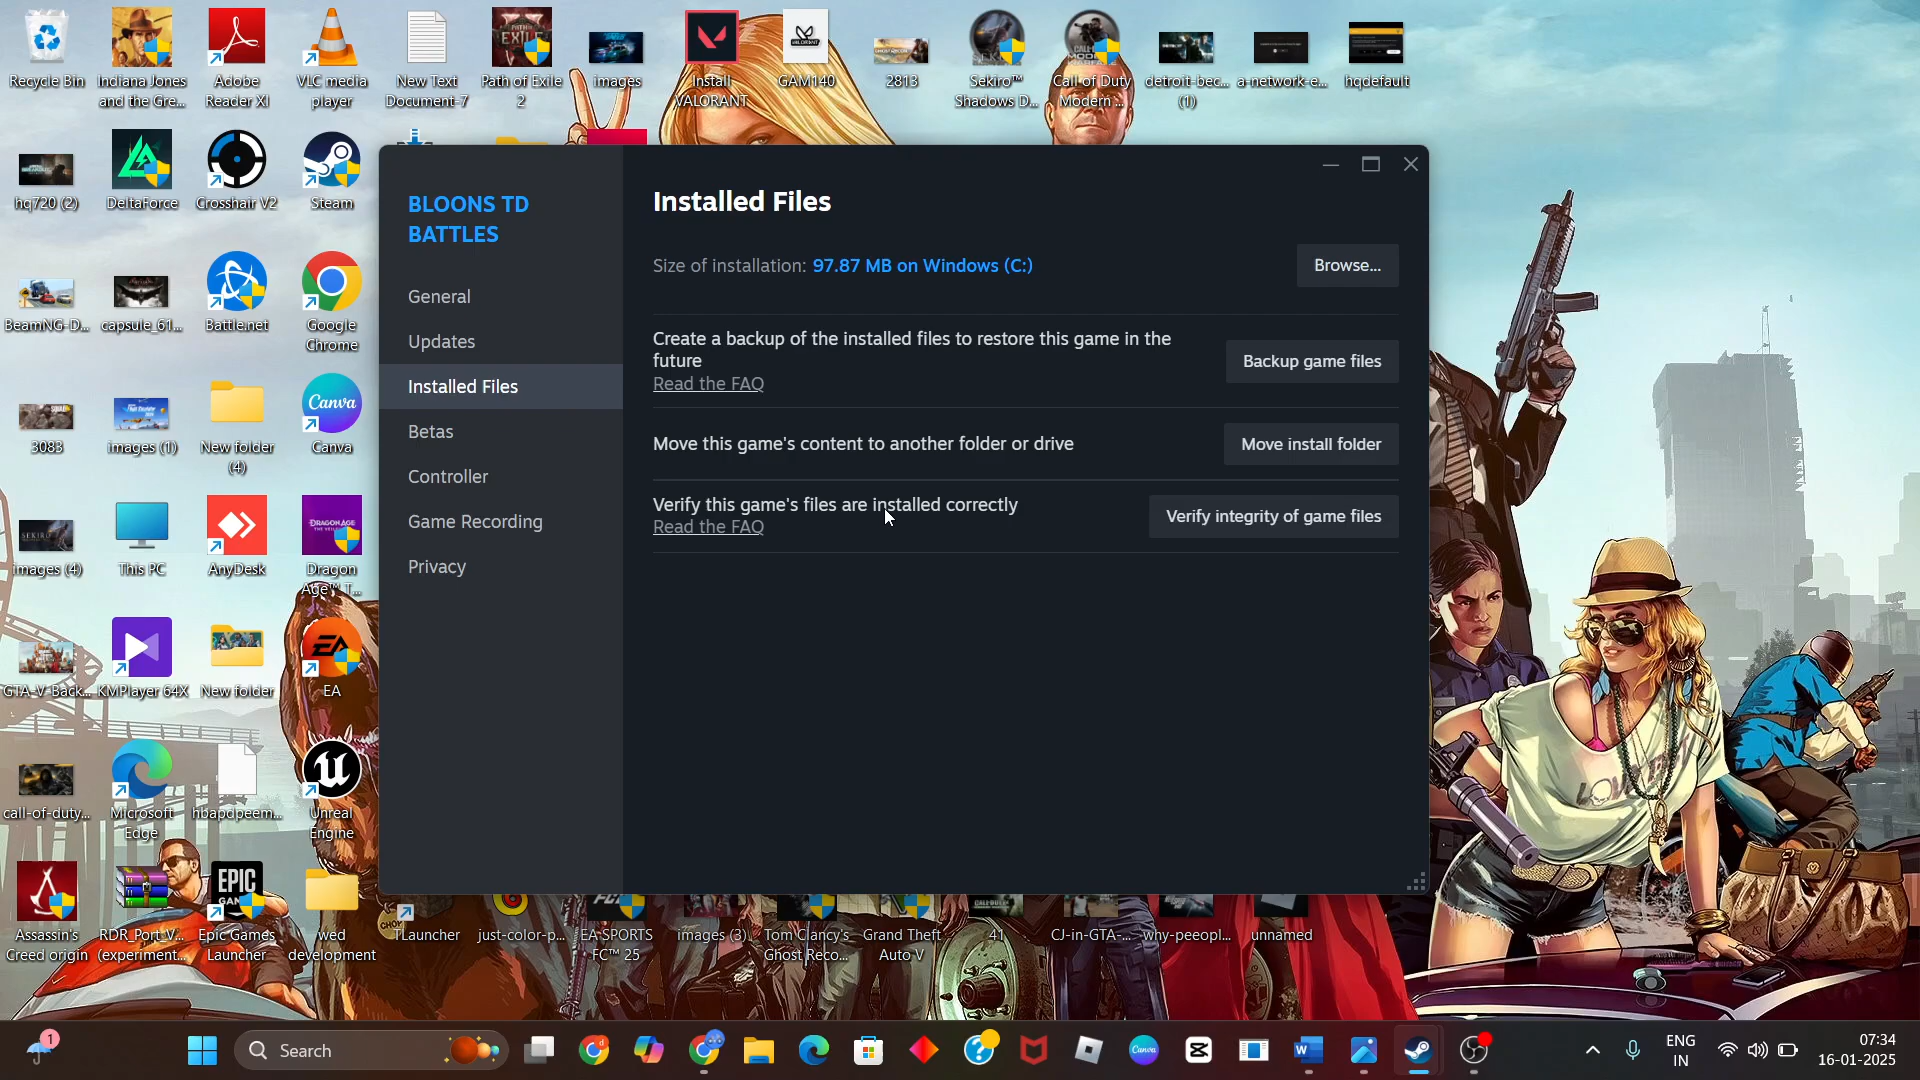 Recycle Bin
Indiana Jones
and the Gre...
Adobe
Reader XI
VLC media
player
New Text
Document-7
Path of Exile
2
images
Install
VALORANT
GAM140
2813
Sekiro™
Shadows D...
Call of Duty
Modern ...
detroit-bec...
(1)
a-network-e...
hqdefault
hq720 (2)
DeltaForce
Crosshair V2
Steam
BeamNG-D...
capsule_61...
Battle.net
Google
Chrome
3083
images (1)
New folder
(4)
Canva
images (4)
This PC
AnyDesk
Dragon
Age™ T...
GTA-V-Back...
KMPlayer 64X
New folder
EA
call-of-duty...
Microsoft
Edge
hbapdpeem...
Unreal
Engine
Assassin's
Creed origin
RDR_Port_V...
(experiment...
Epic Games
Launcher
wed
development
TLauncher
just-color-p...
EA SPORTS
FC™ 25
images (3)
Tom Clancy's
Ghost Reco...
Grand Theft
Auto V
41
CJ-in-GTA-...
why-peeopl...
unnamed
BLOONS TD
BATTLES
General
Updates
Installed Files
Betas
Controller
Game Recording
Privacy
Installed Files
Size of installation: 97.87 MB on Windows (C:)
Browse...
Create a backup of the installed files to restore this game in the
future
Read the FAQ
Backup game files
Move this game's content to another folder or drive
Move install folder
Verify this game's files are installed correctly
Read the FAQ
Verify integrity of game files
1
Search
ENG
IN
07:34
16-01-2025